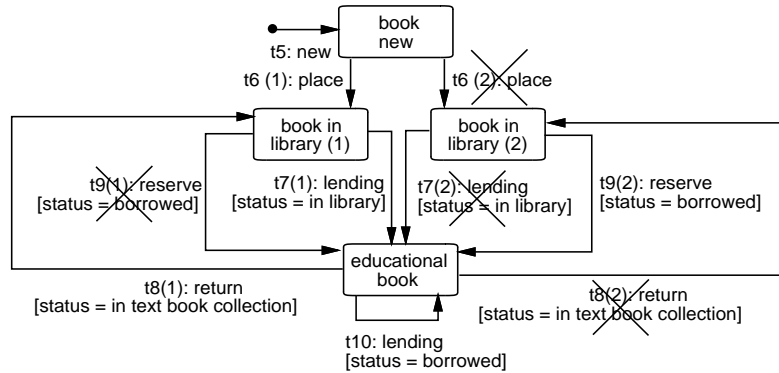 book
new
t5: new
t6 (1): place
t6 (2): place
book in
library (1)
book in
library (2)
t9(1): reserve
[status = borrowed]
t7(1): lending
[status = in library]
t7(2): lending
[status = in library]
t9(2): reserve
[status = borrowed]
educational
book
t8(1): return
[status = in text book collection]
t8(2): return
[status = in text book collection]
t10: lending
[status = borrowed]